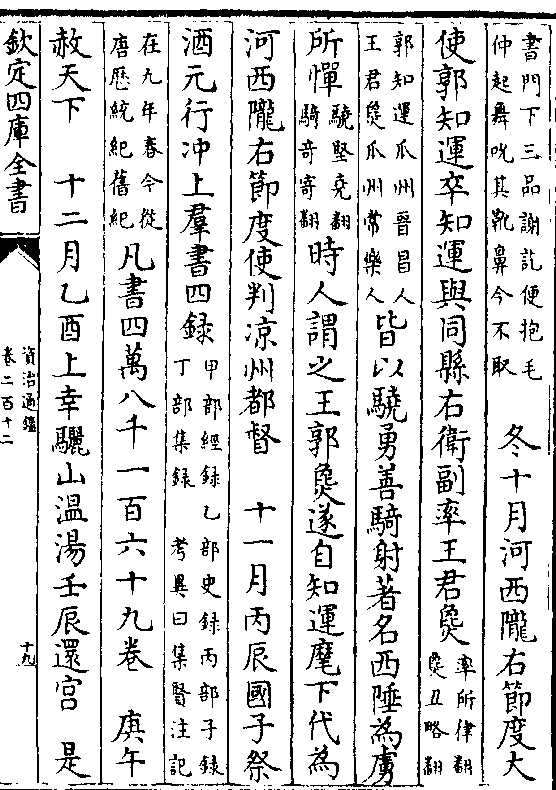 書門下三品謝訖便抱毛
仲起舞吮其靴鼻今不取
冬十月河西隴右節度大
使郭知運卒知運與同縣右衛副率王君㚟
率所律翻
㚟丑略翻
郭知運瓜州晉昌人
王君㚟瓜州常樂人
皆以驍勇善騎射著名西陲為虜
所憚
驍堅堯翻
騎奇寄翻
時人謂之王郭㚟遂自知運麾下代為
河西隴右節度使判凉州都督 十一月丙辰國子祭
酒元行冲上羣書四録
甲部經録乙部史録丙部子録
丁部集録 考異曰集賢注記
在九年春今從
唐歴統紀舊紀
凡書四萬八千一百六十九卷 庚午
赦天下 十二月乙酉上幸驪山温湯壬辰還宫 是
欽定四庫全書
資治通鑑
卷二百十二
十九